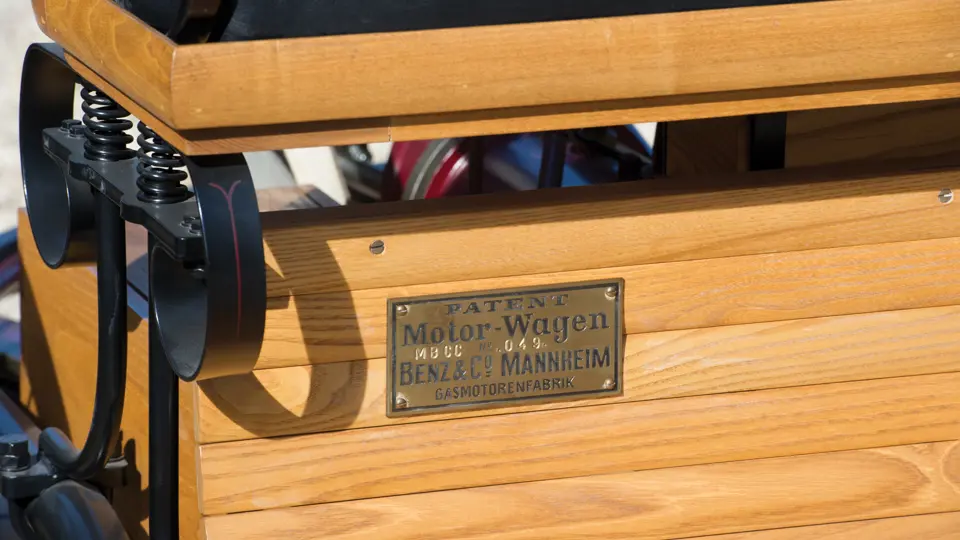 PATENT
Motor-Wagen
MBCC No. 049.
BENZ & Co. MANNHEIM
GASMOTORENFABRIK